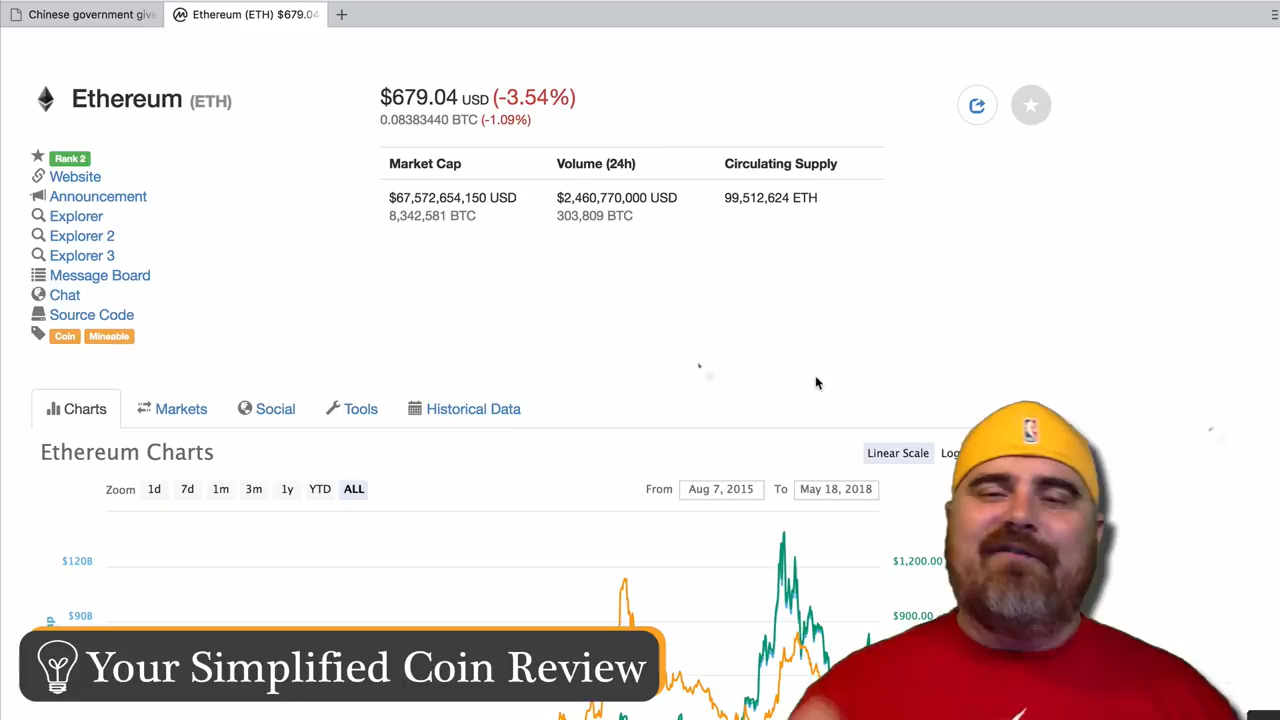 Chinese government giv
Ethereum (ETH) $679.04
Ethereum (ETH)
$679.04 USD (-3.54%)
0.08383440 BTC (-1.09%)
Rank 2
Website
Announcement
Explorer
Explorer 2
Explorer 3
Message Board
Chat
Source Code
Coin Mineable
Market Cap Volume (24h) Circulating Supply
$67,572,654,150 USD $2,460,770,000 USD 99,512,624 ETH
8,342,581 BTC 303,809 BTC
Charts Markets Social Tools Historical Data
Ethereum Charts
Linear Scale Log
Zoom 1d 7d 1m 3m 1y YTD ALL
From Aug 7, 2015 To May 18, 2018
$120B $1,200.00
$90B $900.00
Your Simplified Coin Review